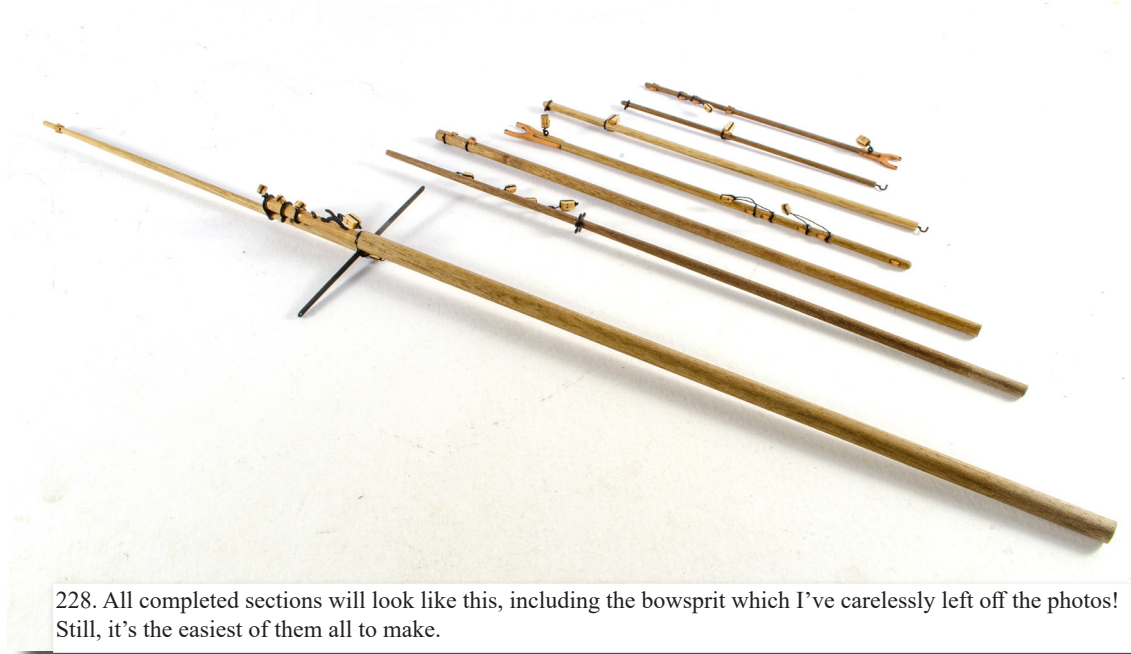 228. All completed sections will look like this, including the bowsprit which I’ve carelessly left off the photos!
Still, it’s the easiest of them all to make.